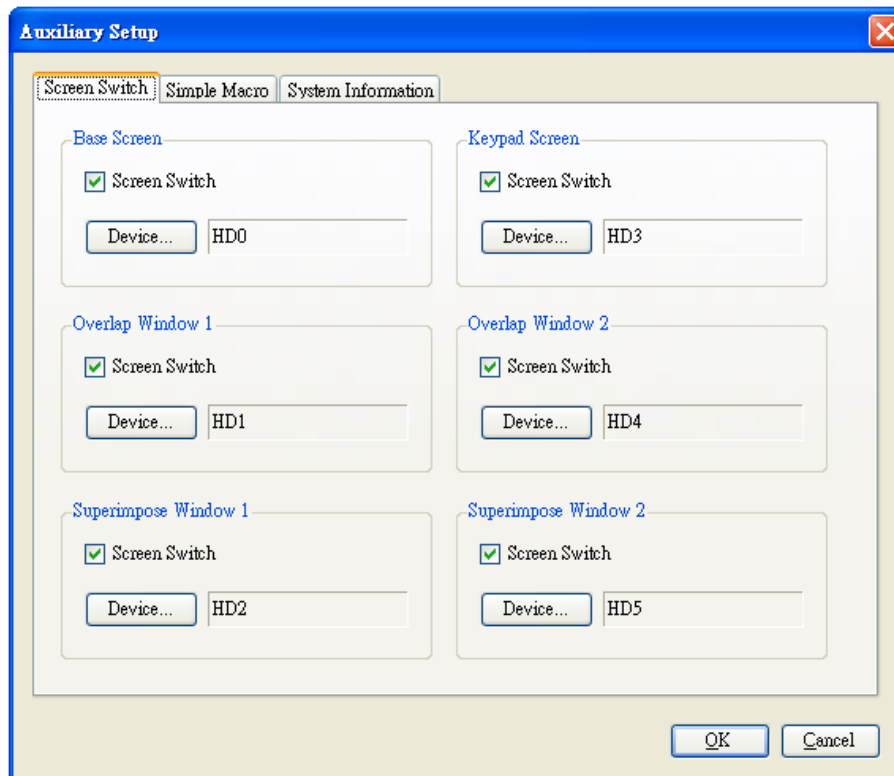 Auxiliary Setup
Screen Switch Simple Macro System Information
Base Screen
Screen Switch
Device... HD0
Keypad Screen
Screen Switch
Device... HD3
Overlap Window 1
Screen Switch
Device... HD1
Overlap Window 2
Screen Switch
Device... HD4
Superimpose Window 1
Screen Switch
Device... HD2
Superimpose Window 2
Screen Switch
Device... HD5
OK Cancel